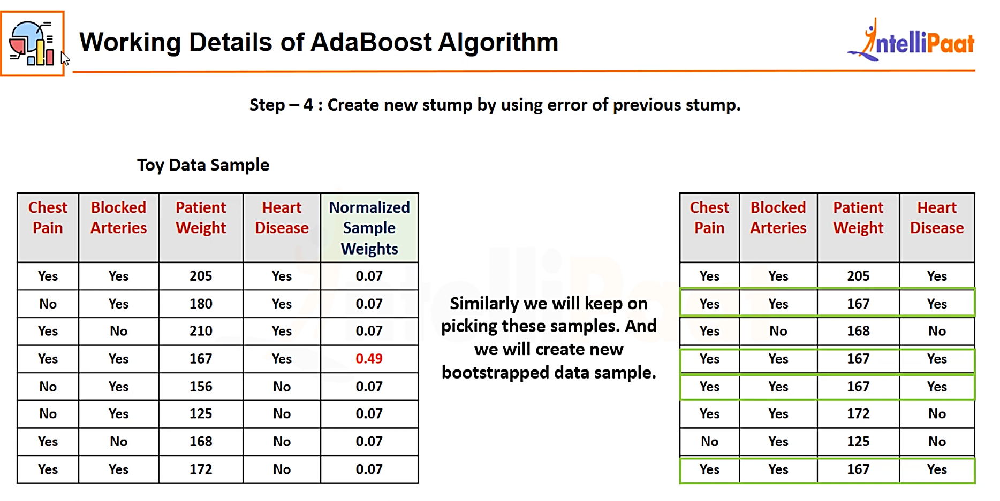 Working Details of AdaBoost Algorithm
IntelliPaat
Step – 4 : Create new stump by using error of previous stump.
Toy Data Sample
Chest Pain Blocked Arteries Patient Weight Heart Disease Normalized Sample Weights
Yes Yes 205 Yes 0.07
No Yes 180 Yes 0.07
Yes No 210 Yes 0.07
Yes Yes 167 Yes 0.49
No Yes 156 No 0.07
No Yes 125 No 0.07
Yes No 168 No 0.07
Yes Yes 172 No 0.07
Similarly we will keep on
picking these samples. And
we will create new
bootstrapped data sample.
Chest Pain Blocked Arteries Patient Weight Heart Disease
Yes Yes 205 Yes
Yes Yes 167 Yes
Yes No 168 No
Yes Yes 167 Yes
Yes Yes 167 Yes
Yes Yes 172 No
No Yes 125 No
Yes Yes 167 Yes
IntelliPaat